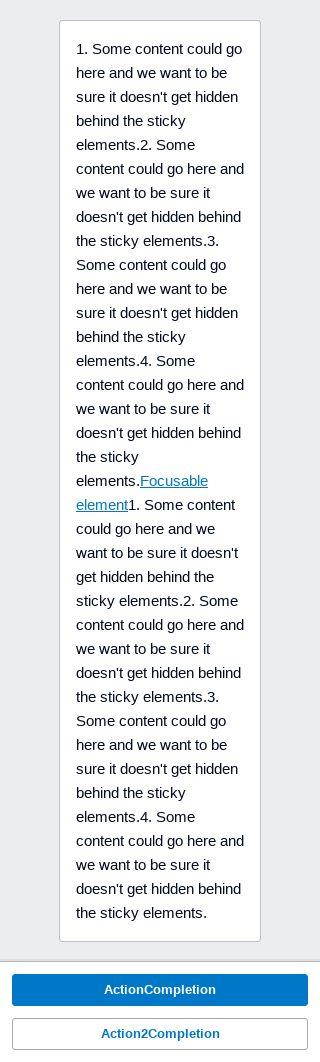 1. Some content could go
here and we want to be
sure it doesn't get hidden
behind the sticky
elements.2. Some
content could go here and
we want to be sure it
doesn't get hidden behind
the sticky elements.3.
Some content could go
here and we want to be
sure it doesn't get hidden
behind the sticky
elements.4. Some
content could go here and
we want to be sure it
doesn't get hidden behind
the sticky
elements.Focusable
element1. Some content
could go here and we
want to be sure it doesn't
get hidden behind the
sticky elements.2. Some
content could go here and
we want to be sure it
doesn't get hidden behind
the sticky elements.3.
Some content could go
here and we want to be
sure it doesn't get hidden
behind the sticky
elements.4. Some
content could go here and
we want to be sure it
doesn't get hidden behind
the sticky elements.
ActionCompletion
Action2Completion